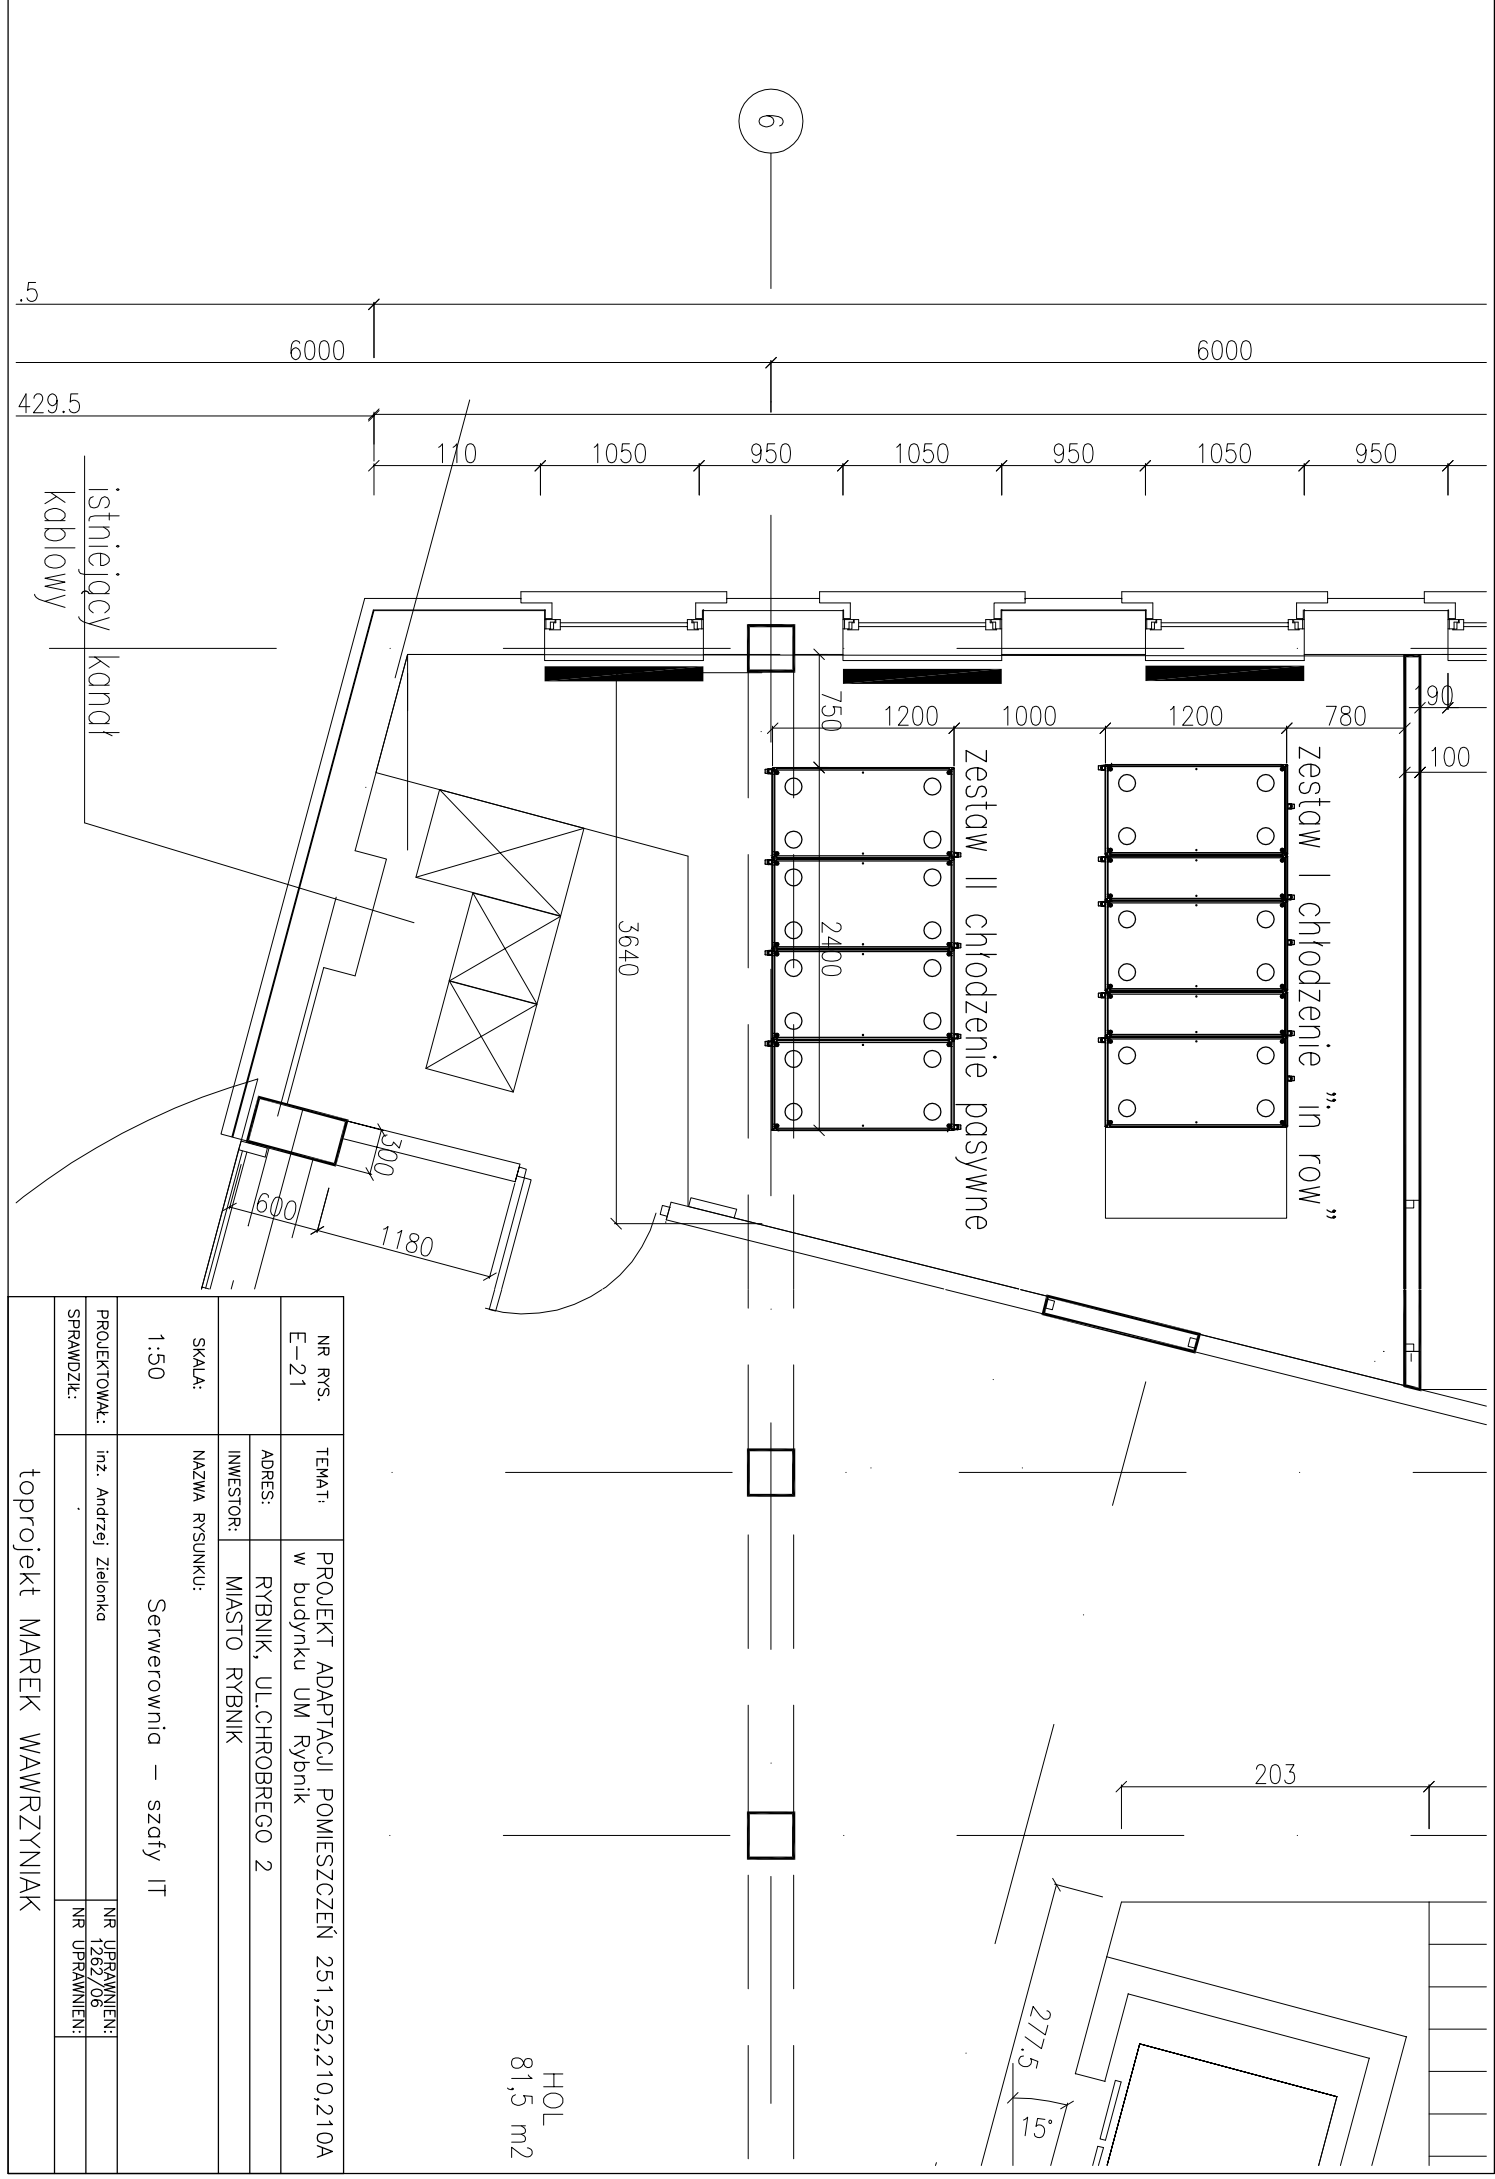 6
.5
6000
6000
429.5
110
1050
950
1050
950
1050
950
istniejący kanał
kablowy
750
1200
1000
1200
780
190
100
zestaw II chłodzenie pasywne
zestaw I chłodzenie ”. in row ”
3640
2400
300
600
1180
203
277.5
15°
HOL
81,5 m2
NR RYS.
E-21
TEMAT:
PROJEKT ADAPTACJI POMIESZCZEŃ 251,252,210,210A
w budynku UM Rybnik
ADRES:
RYBNIK, UL.CHROBREGO 2
INWESTOR:
MIASTO RYBNIK
SKALA:
1:50
NAZWA RYSUNKU:
Serwerownia - szafy IT
PROJEKTOWAŁ:
inż. Andrzej Zielonka
NR UPRAWNIEŃ:
1262/06
SPRAWDZIŁ:
NR UPRAWNIEŃ:
toprojekt MAREK WAWRZYNIAK